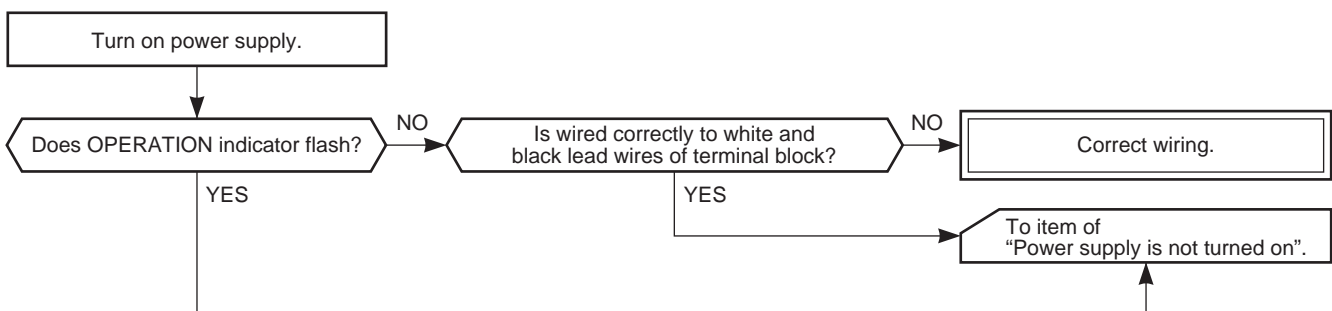 Turn on power supply.
Does OPERATION indicator flash?
NO
Is wired correctly to white and
black lead wires of terminal block?
NO
Correct wiring.
YES
YES
To item of
“Power supply is not turned on”.